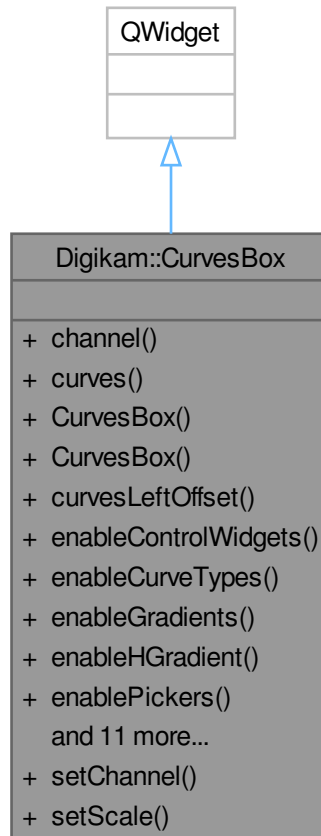 QWidget
Digikam::CurvesBox
+ channel()
+ curves()
+ CurvesBox()
+ CurvesBox()
+ curvesLeftOffset()
+ enableControlWidgets()
+ enableCurveTypes()
+ enableGradients()
+ enableHGradient()
+ enablePickers()
and 11 more...
+ setChannel()
+ setScale()